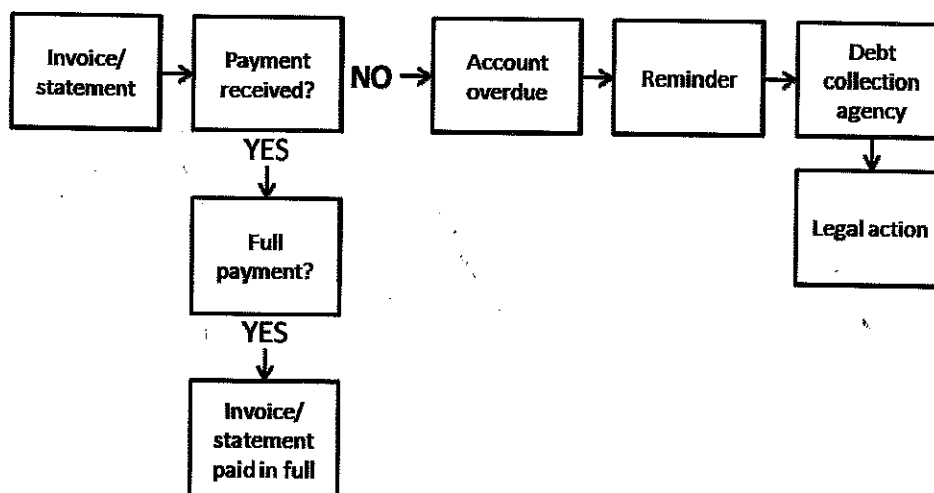 Invoice/
statement
Payment
received?
NO
Account
overdue
Reminder
Debt
collection
agency
YES
Legal action
Full
payment?
YES
Invoice/
statement
paid in full